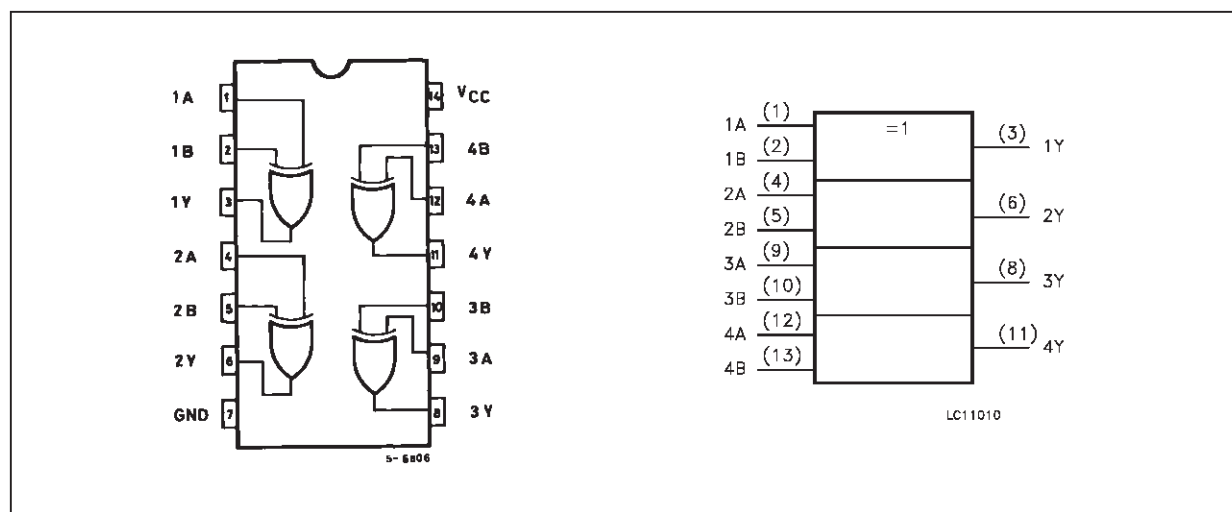 1A 1 14 VCC
1B 2 13 4B
1Y 3 12 4A
2A 4 11 4Y
2B 5 10 3B
2Y 6 9 3A
GND 7 8 3Y
S-6806
1A (1) =1
1B (2) (3) 1Y
2A (4)
2B (5) (6) 2Y
3A (9)
3B (10) (8) 3Y
4A (12)
4B (13) (11) 4Y
LC11010